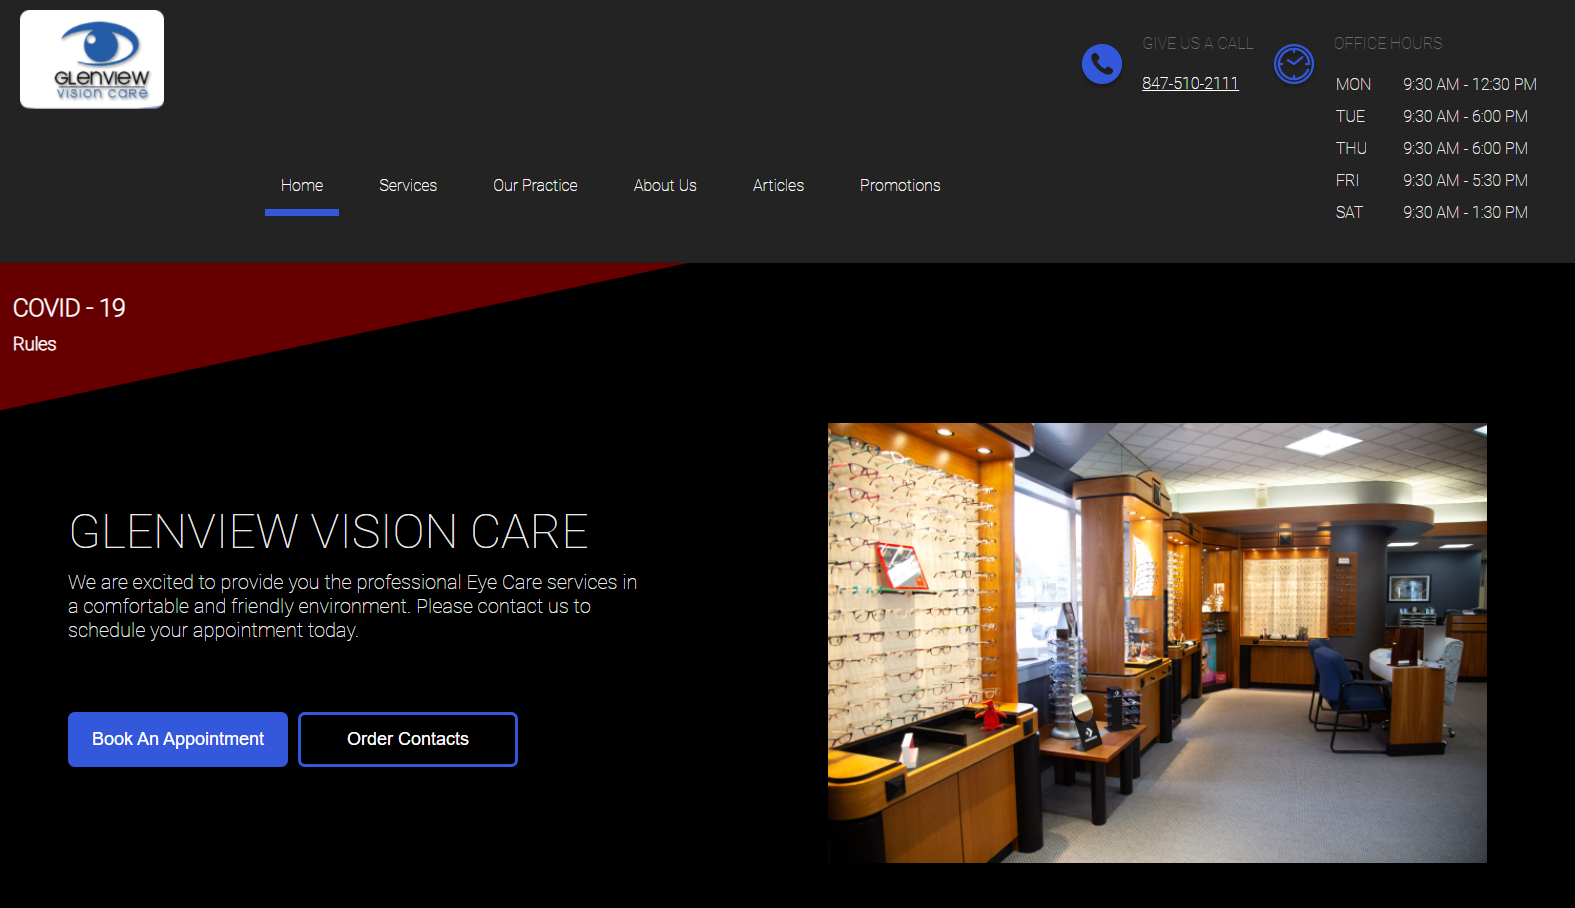 GLENVIEW
VISION CARE
GIVE US A CALL
847-510-2111
OFFICE HOURS
MON 9:30 AM - 12:30 PM
TUE 9:30 AM - 6:00 PM
THU 9:30 AM - 6:00 PM
FRI 9:30 AM - 5:30 PM
SAT 9:30 AM - 1:30 PM
Home Services Our Practice About Us Articles Promotions
COVID - 19
Rules
GLENVIEW VISION CARE
We are excited to provide you the professional Eye Care services in
a comfortable and friendly environment. Please contact us to
schedule your appointment today.
Book An Appointment Order Contacts